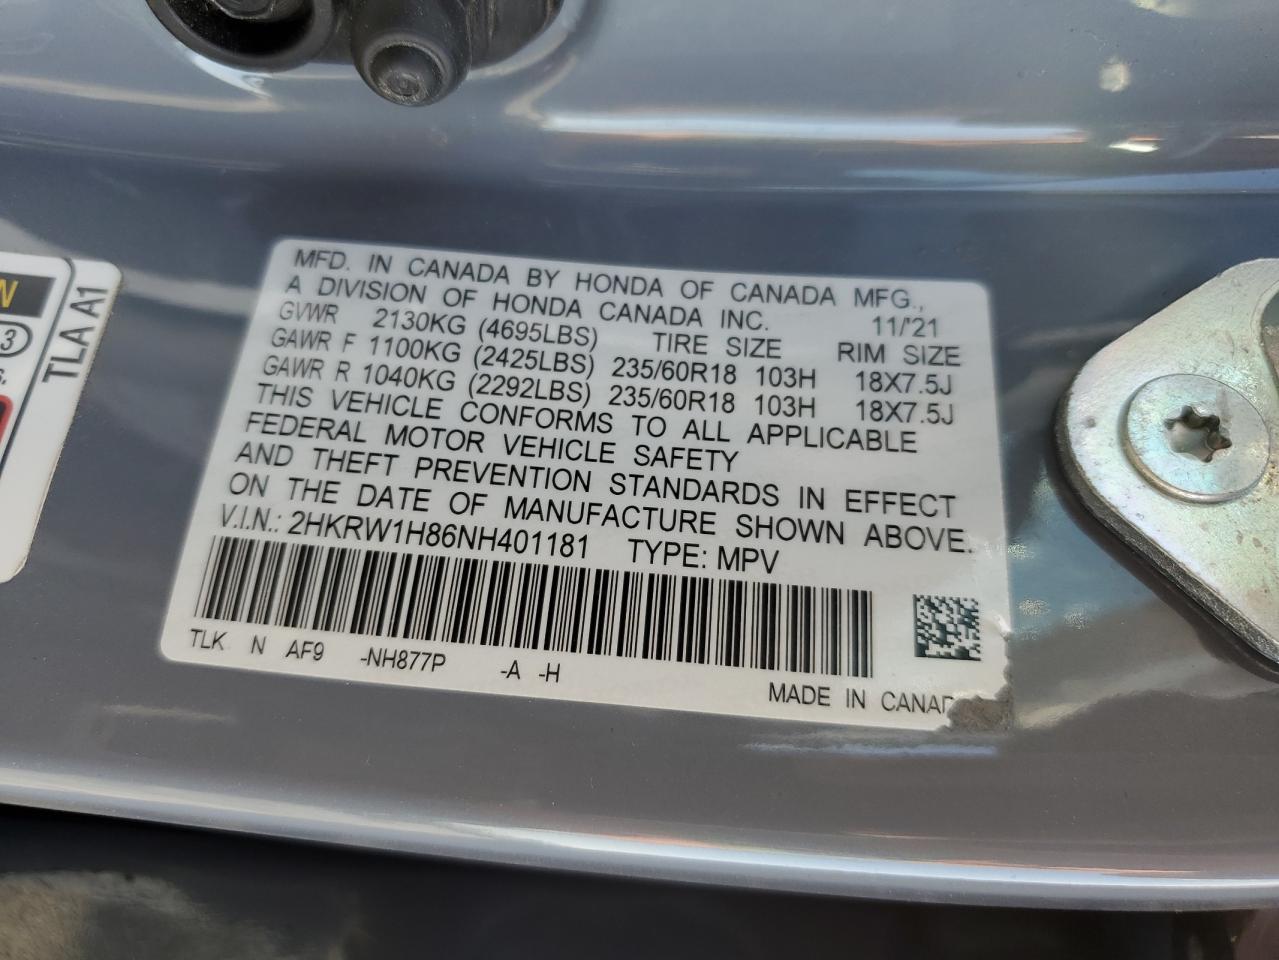 MFD. IN CANADA BY HONDA OF CANADA MFG.,
A DIVISION OF HONDA CANADA INC. 11/'21
GVWR 2130KG (4695LBS) TIRE SIZE RIM SIZE
GAWR F 1100KG (2425LBS) 235/60R18 103H 18X7.5J
GAWR R 1040KG (2292LBS) 235/60R18 103H 18X7.5J
THIS VEHICLE CONFORMS TO ALL APPLICABLE
FEDERAL MOTOR VEHICLE SAFETY
AND THEFT PREVENTION STANDARDS IN EFFECT
ON THE DATE OF MANUFACTURE SHOWN ABOVE.
V.I.N.: 2HKRW1H86NH401181 TYPE: MPV
TLK N AF9 -NH877P -A -H
MADE IN CANA
N
3
s.
TLA A1